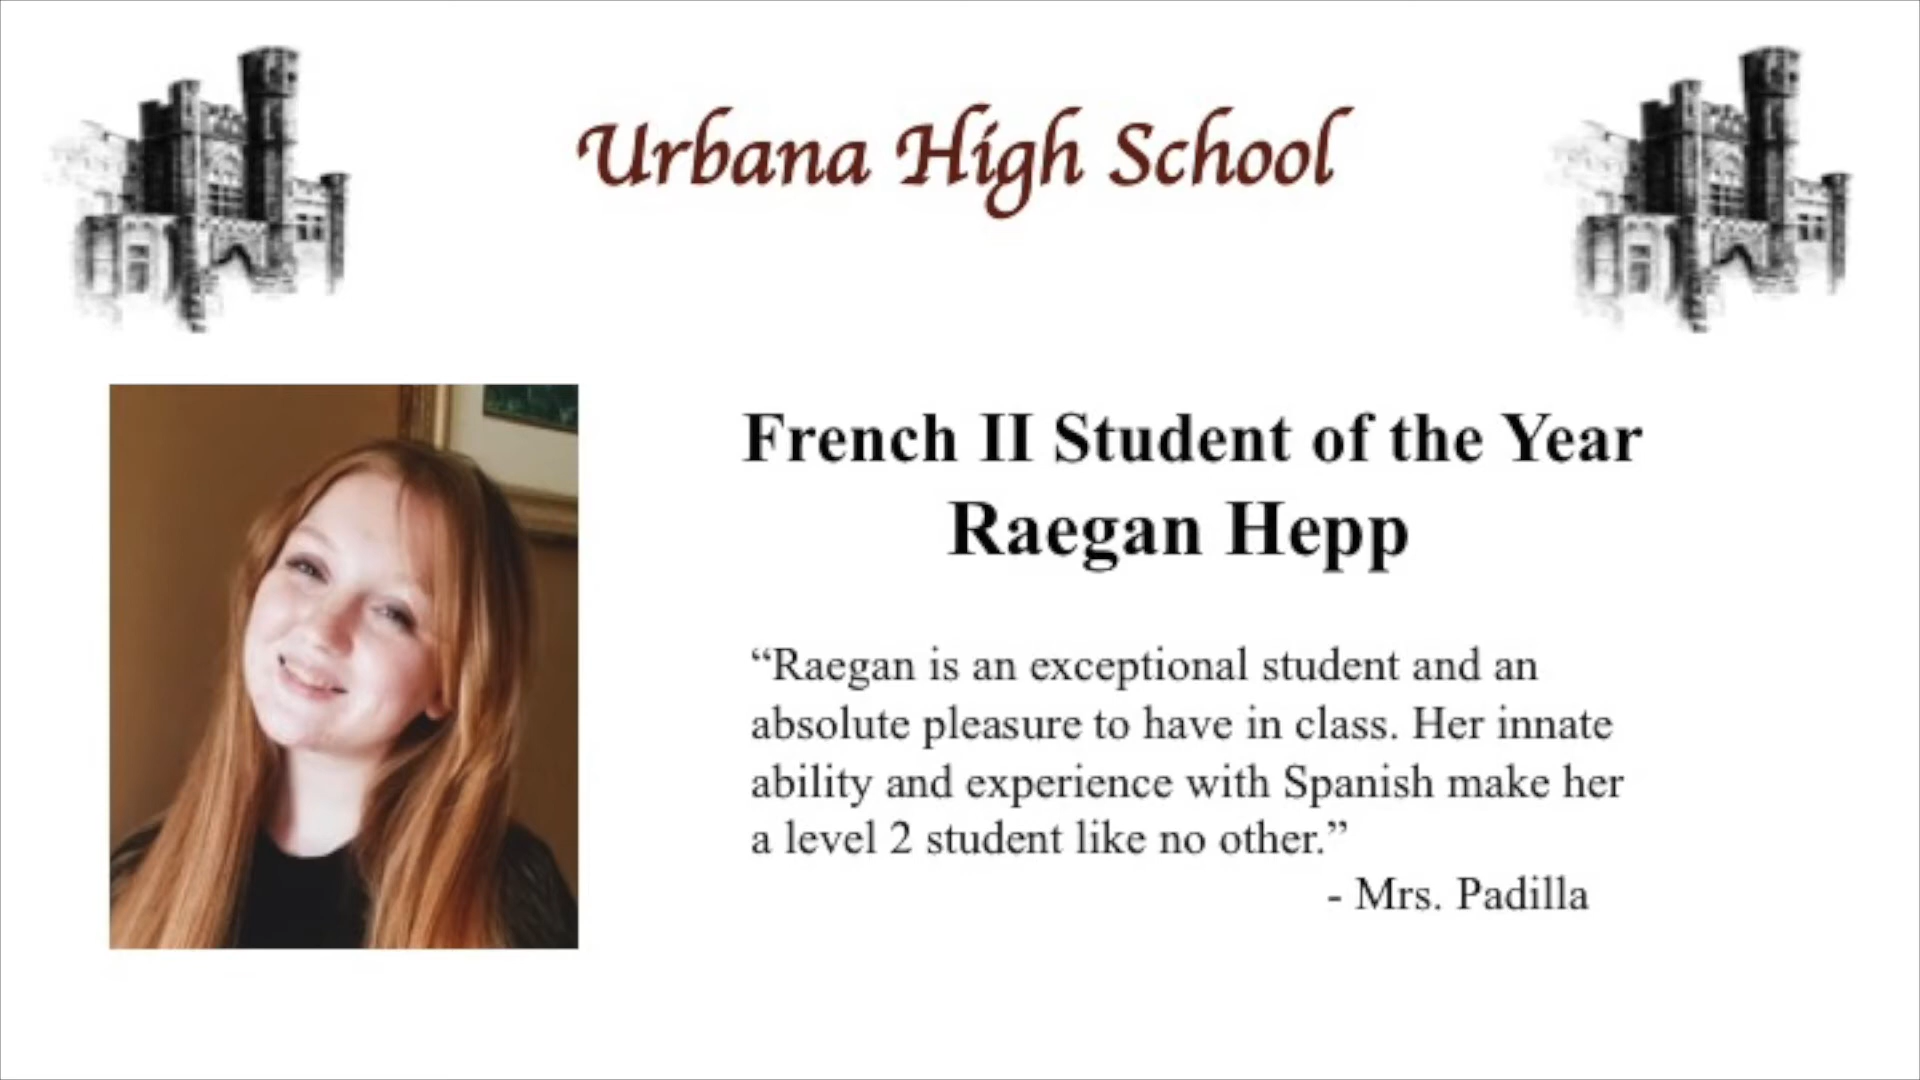 Urbana High School
French II Student of the Year
Raegan Hepp
“Raegan is an exceptional student and an
absolute pleasure to have in class. Her innate
ability and experience with Spanish make her
a level 2 student like no other.”
- Mrs. Padilla